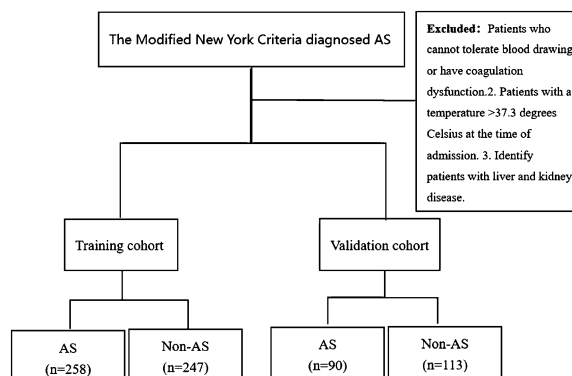 The Modified New York Criteria diagnosed AS
Excluded: Patients who
cannot tolerate blood drawing
or have coagulation
dysfunction.2. Patients with a
temperature >37.3 degrees
Celsius at the time of
admission. 3. Identify
patients with liver and kidney
disease.
Training cohort
Validation cohort
AS
(n=258)
Non-AS
(n=247)
AS
(n=90)
Non-AS
(n=113)